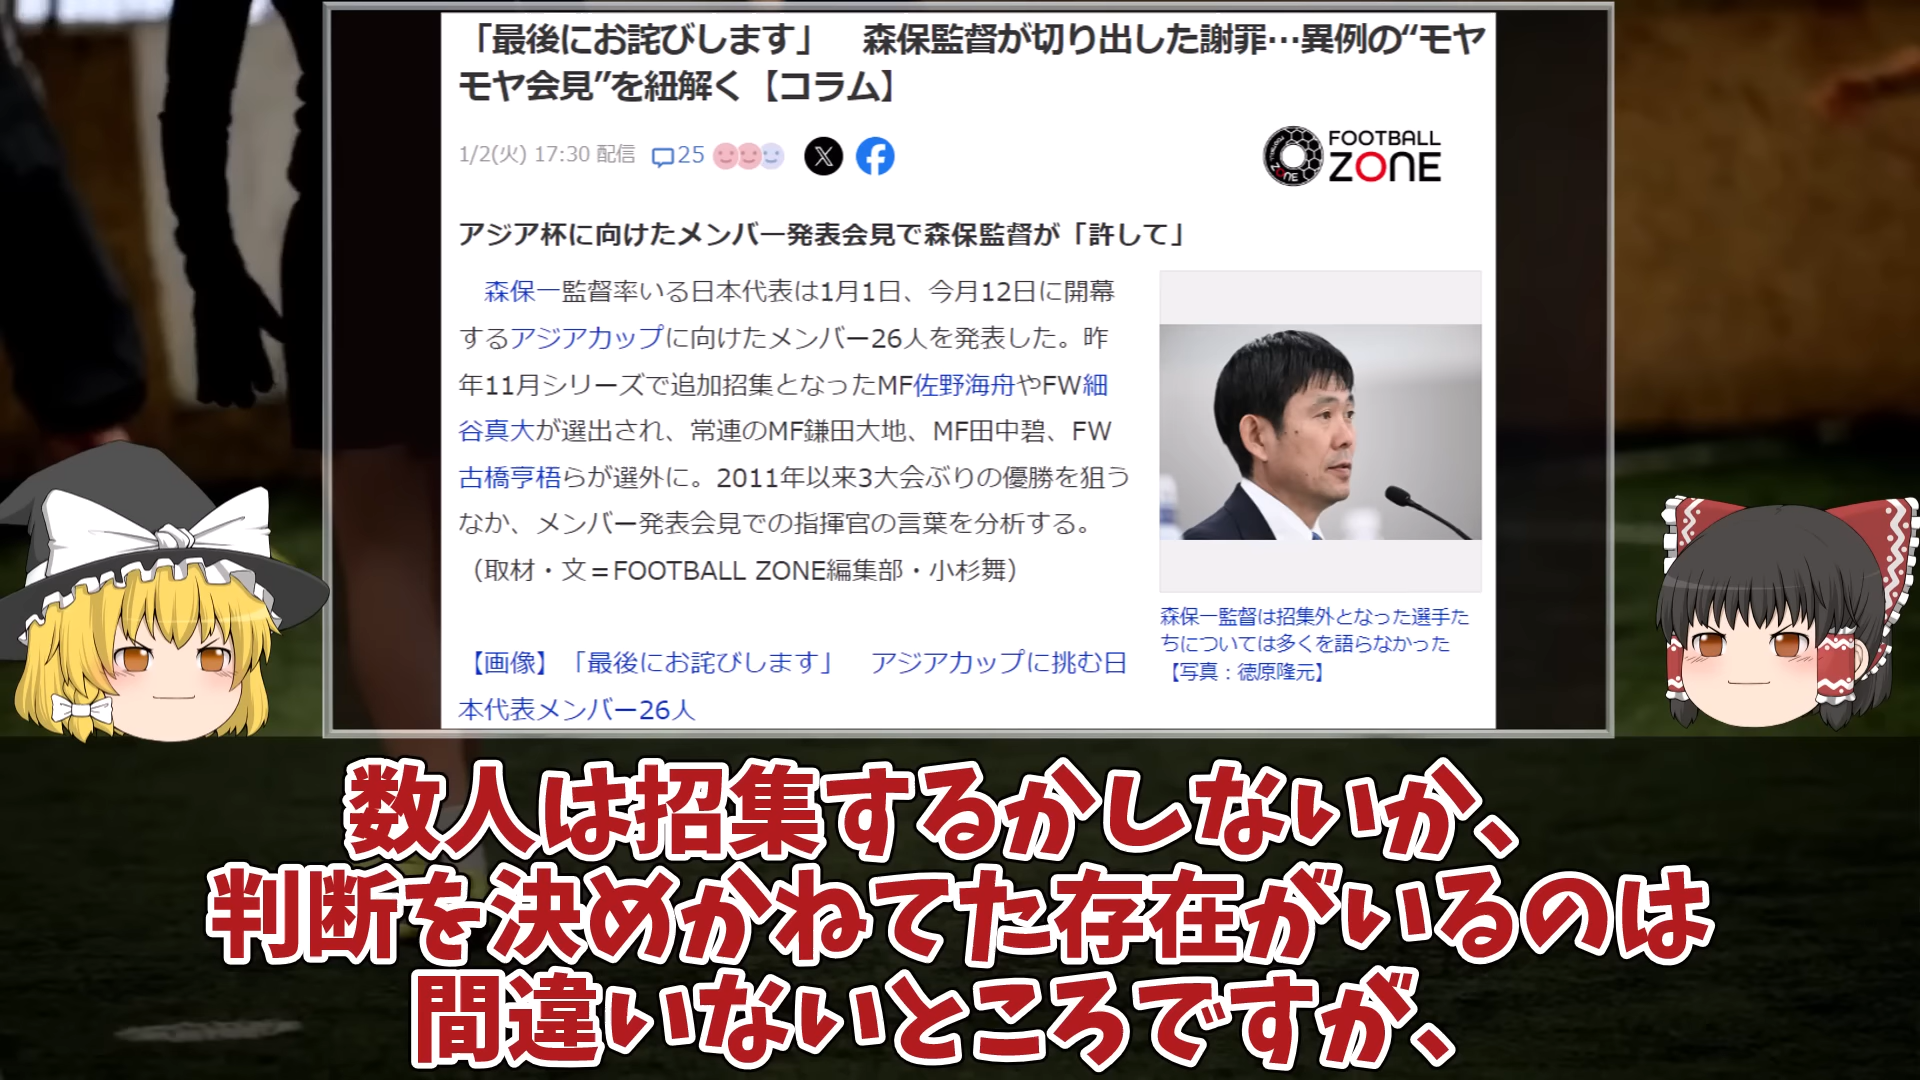 「最後にお詫びします」　森保監督が切り出した謝罪…異例の“モヤ
モヤ会見”を紐解く【コラム】
1/2(火) 17:30 配信
25
FOOTBALL
ZONE
アジア杯に向けたメンバー発表会見で森保監督が「許して」
森保一監督率いる日本代表は1月1日、今月12日に開幕
するアジアカップに向けたメンバー26人を発表した。昨
年11月シリーズで追加招集となったMF佐野海舟やFW細
谷真大が選出され、常連のMF鎌田大地、MF田中碧、FW
古橋亨梧らが選外に。2011年以来3大会ぶりの優勝を狙う
なか、メンバー発表会見での指揮官の言葉を分析する。
（取材・文＝FOOTBALL ZONE編集部・小杉舞）
森保一監督は招集外となった選手た
ちについては多くを語らなかった
【写真：徳原隆元】
【画像】「最後にお詫びします」　アジアカップに挑む日
本代表メンバー26人
数人は招集するかしないか、
判断を決めかねてた存在がいるのは
間違いないところですが、